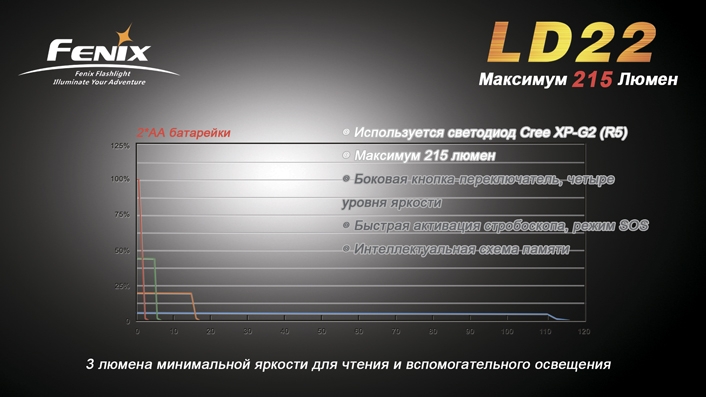 FENIX
Fenix Flashlight
Illuminate Your Adventure
LD22
Максимум 215 Люмен
2*AA батарейки
• Используется светодиод Cree XP-G2 (R5)
• Максимум 215 люмен
• Боковая кнопка-переключатель, четыре
уровня яркости
• Быстрая активация стробоскопа, режим SOS
• Интеллектуальная схема памяти
125%
100%
75%
50%
25%
0
0 10 20 30 40 50 60 70 80 90 100 110 120
3 люмена минимальной яркости для чтения и вспомогательного освещения